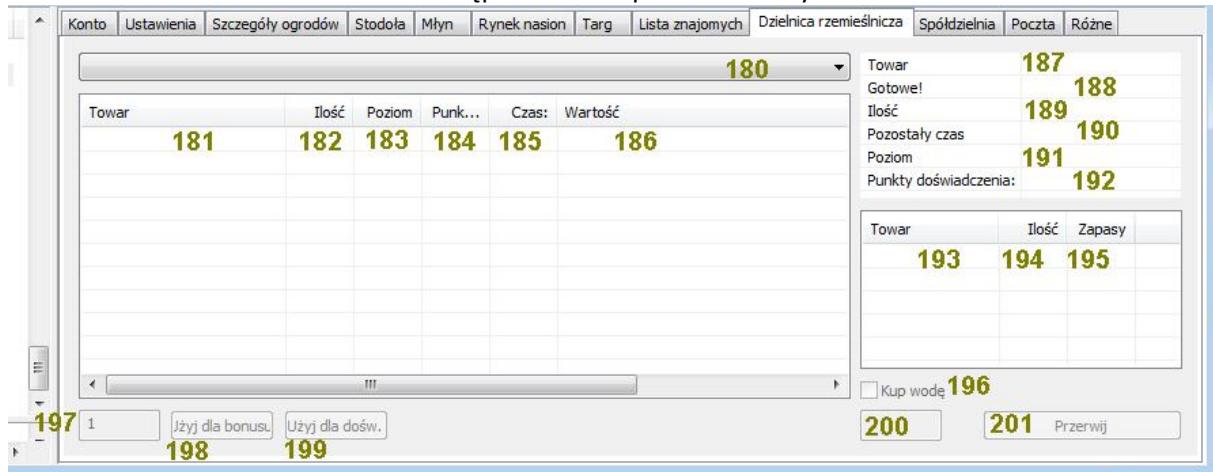 Konto Ustawienia Szczegóły ogrodów Stodoła Młyn Rynek nasion Targ Lista znajomych Dzielnica rzemieślnicza Spółdzielnia Poczta Różne
180
Towar Ilość Poziom Punk... Czas: Wartość
181 182 183 184 185 186
Towar 187
Gotowe! 188
Ilość 189
Pozostały czas 190
Poziom 191
Punkty doświadczenia: 192
Towar Ilość Zapasy
193 194 195
Kup wodę 196
197 1 Jżyj dla bonusu Użyj dla dośw. 200 201 Przerwij
198 199